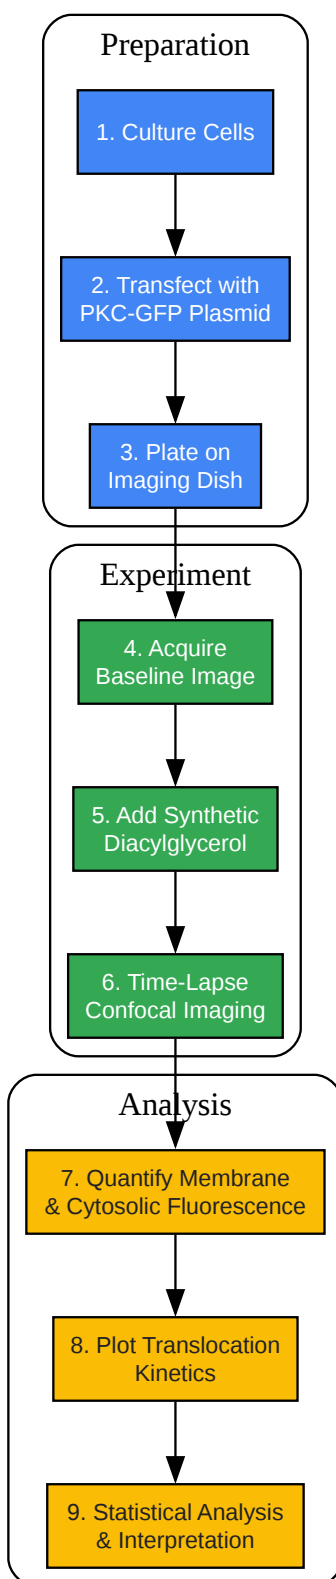 Preparation
1. Culture Cells
2. Transfect with
PKC-GFP Plasmid
3. Plate on
Imaging Dish
Experiment
4. Acquire
Baseline Image
5. Add Synthetic
Diacylglycerol
6. Time-Lapse
Confocal Imaging
Analysis
7. Quantify Membrane
& Cytosolic Fluorescence
8. Plot Translocation
Kinetics
9. Statistical Analysis
& Interpretation